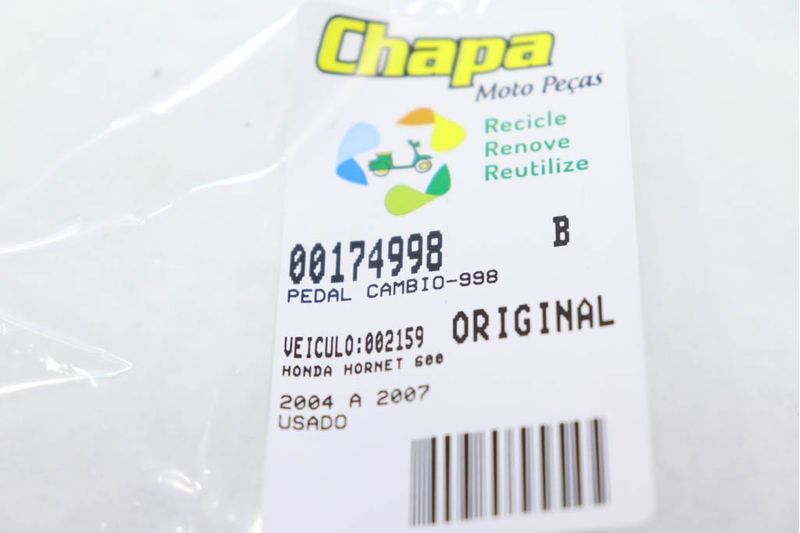 Chapa
Moto Peças
Recicle
Renove
Reutilize
00174998 B
PEDAL CAMBIO-998
VEICULO:002159 ORIGINAL
HONDA HORNET 600
2004 A 2007
USADO